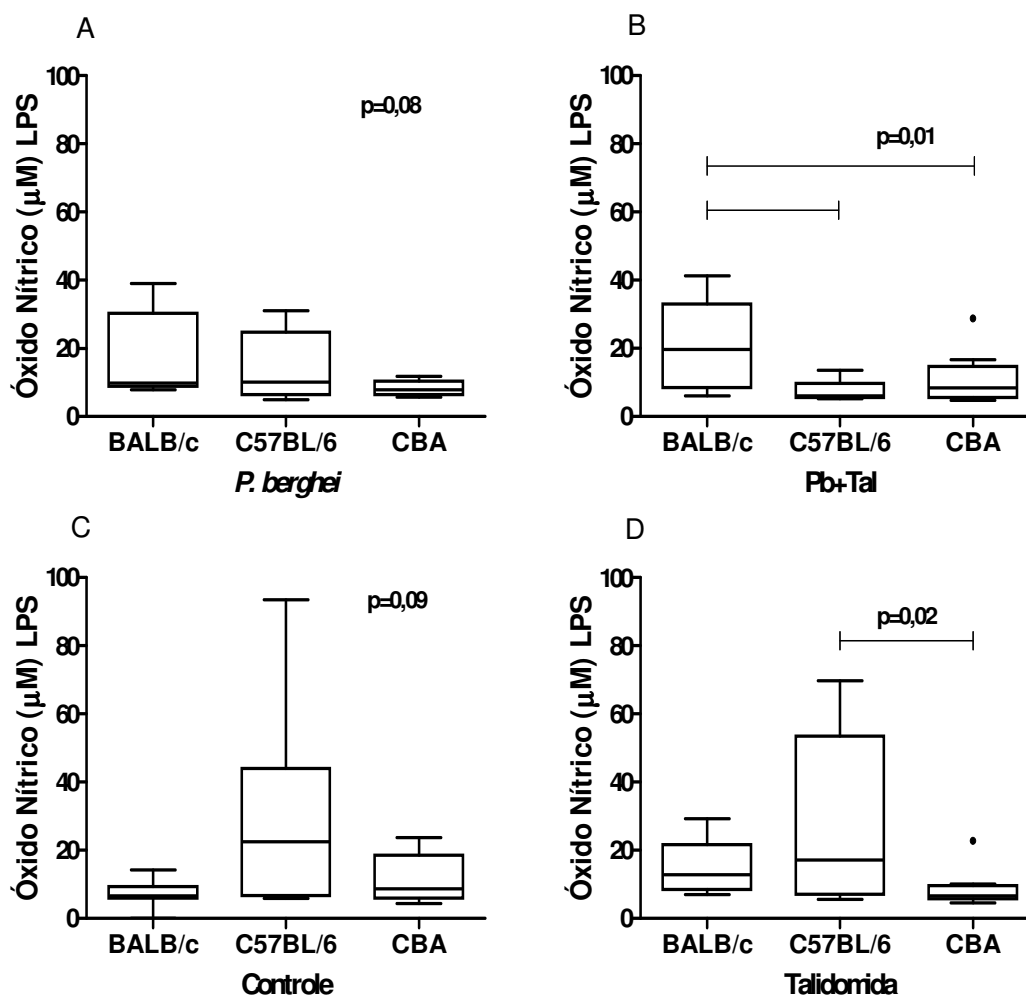 A
Óxido Nítrico (µM) LPS
100
80
60
40
20
0
p=0,08
BALB/c C57BL/6 CBA
P. berghei
B
Óxido Nítrico (µM) LPS
100
80
60
40
20
0
p=0,01
BALB/c C57BL/6 CBA
Pb+Tal
C
Óxido Nítrico (µM) LPS
100
80
60
40
20
0
p=0,09
BALB/c C57BL/6 CBA
Controle
D
Óxido Nítrico (µM) LPS
100
80
60
40
20
0
p=0,02
BALB/c C57BL/6 CBA
Talidomida